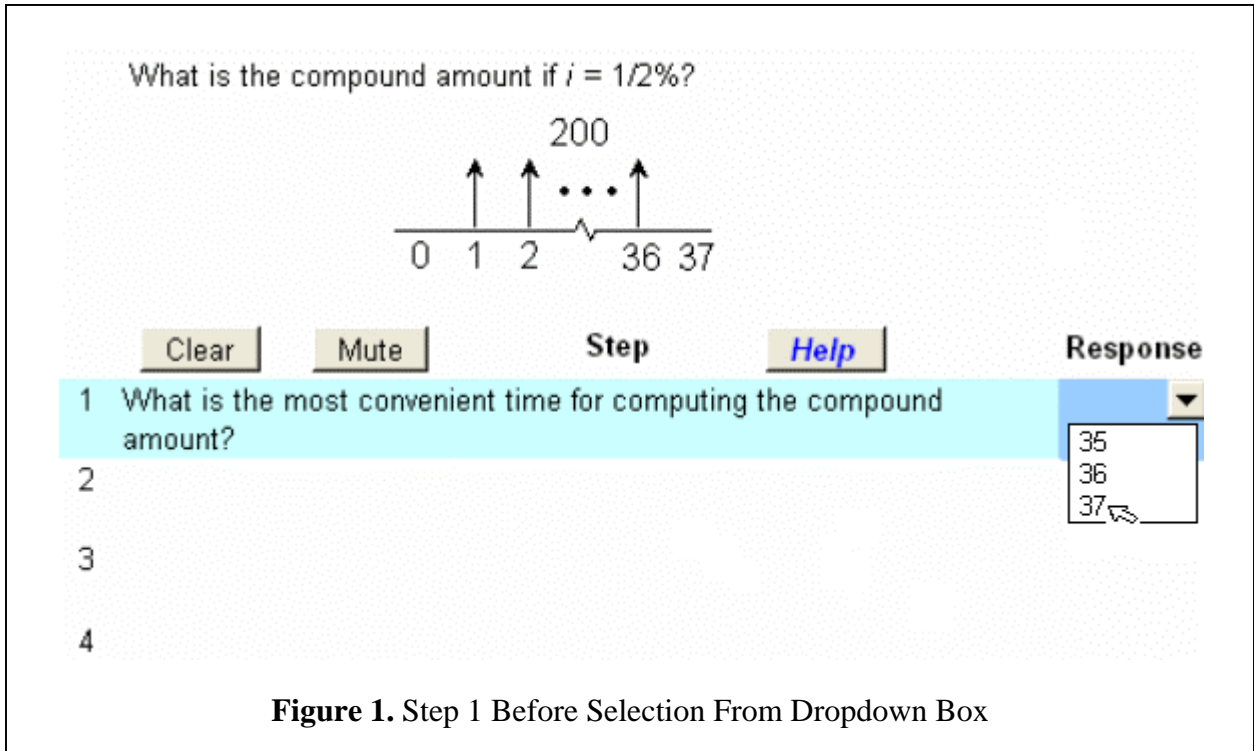 What is the compound amount if i = 1/2%?
200
0 1 2 36 37
Clear Mute Step Help Response
1 What is the most convenient time for computing the compound
amount?
35
36
37
2
3
4
Figure 1. Step 1 Before Selection From Dropdown Box